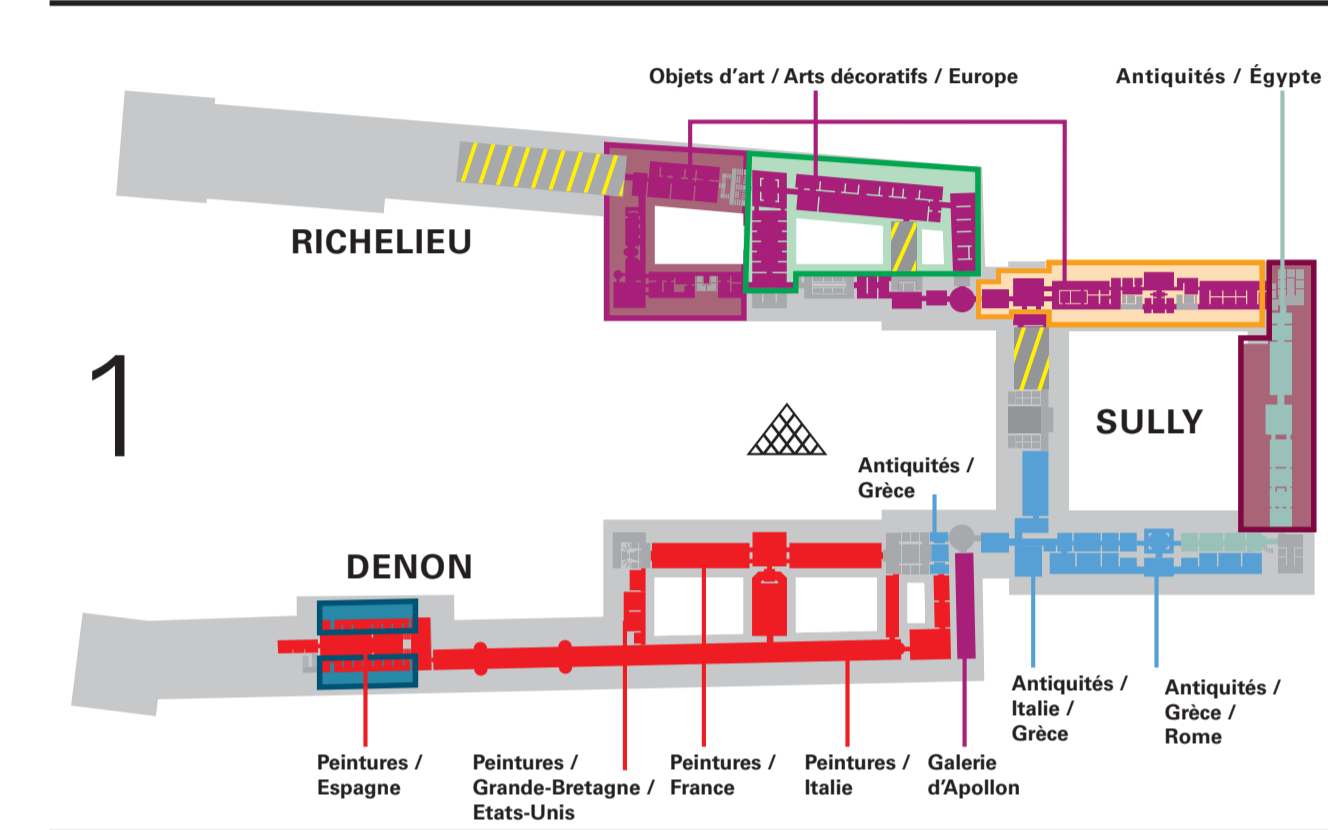 Objets d'art / Arts décoratifs / Europe
Antiquités / Égypte
RICHELIEU
1
SULLY
Antiquités /
Grèce
DENON
Antiquités /
Italie /
Grèce
Antiquités /
Grèce /
Rome
Peintures /
Espagne
Peintures /
Grande-Bretagne /
Etats-Unis
Peintures /
France
Peintures /
Italie
Galerie
d'Apollon